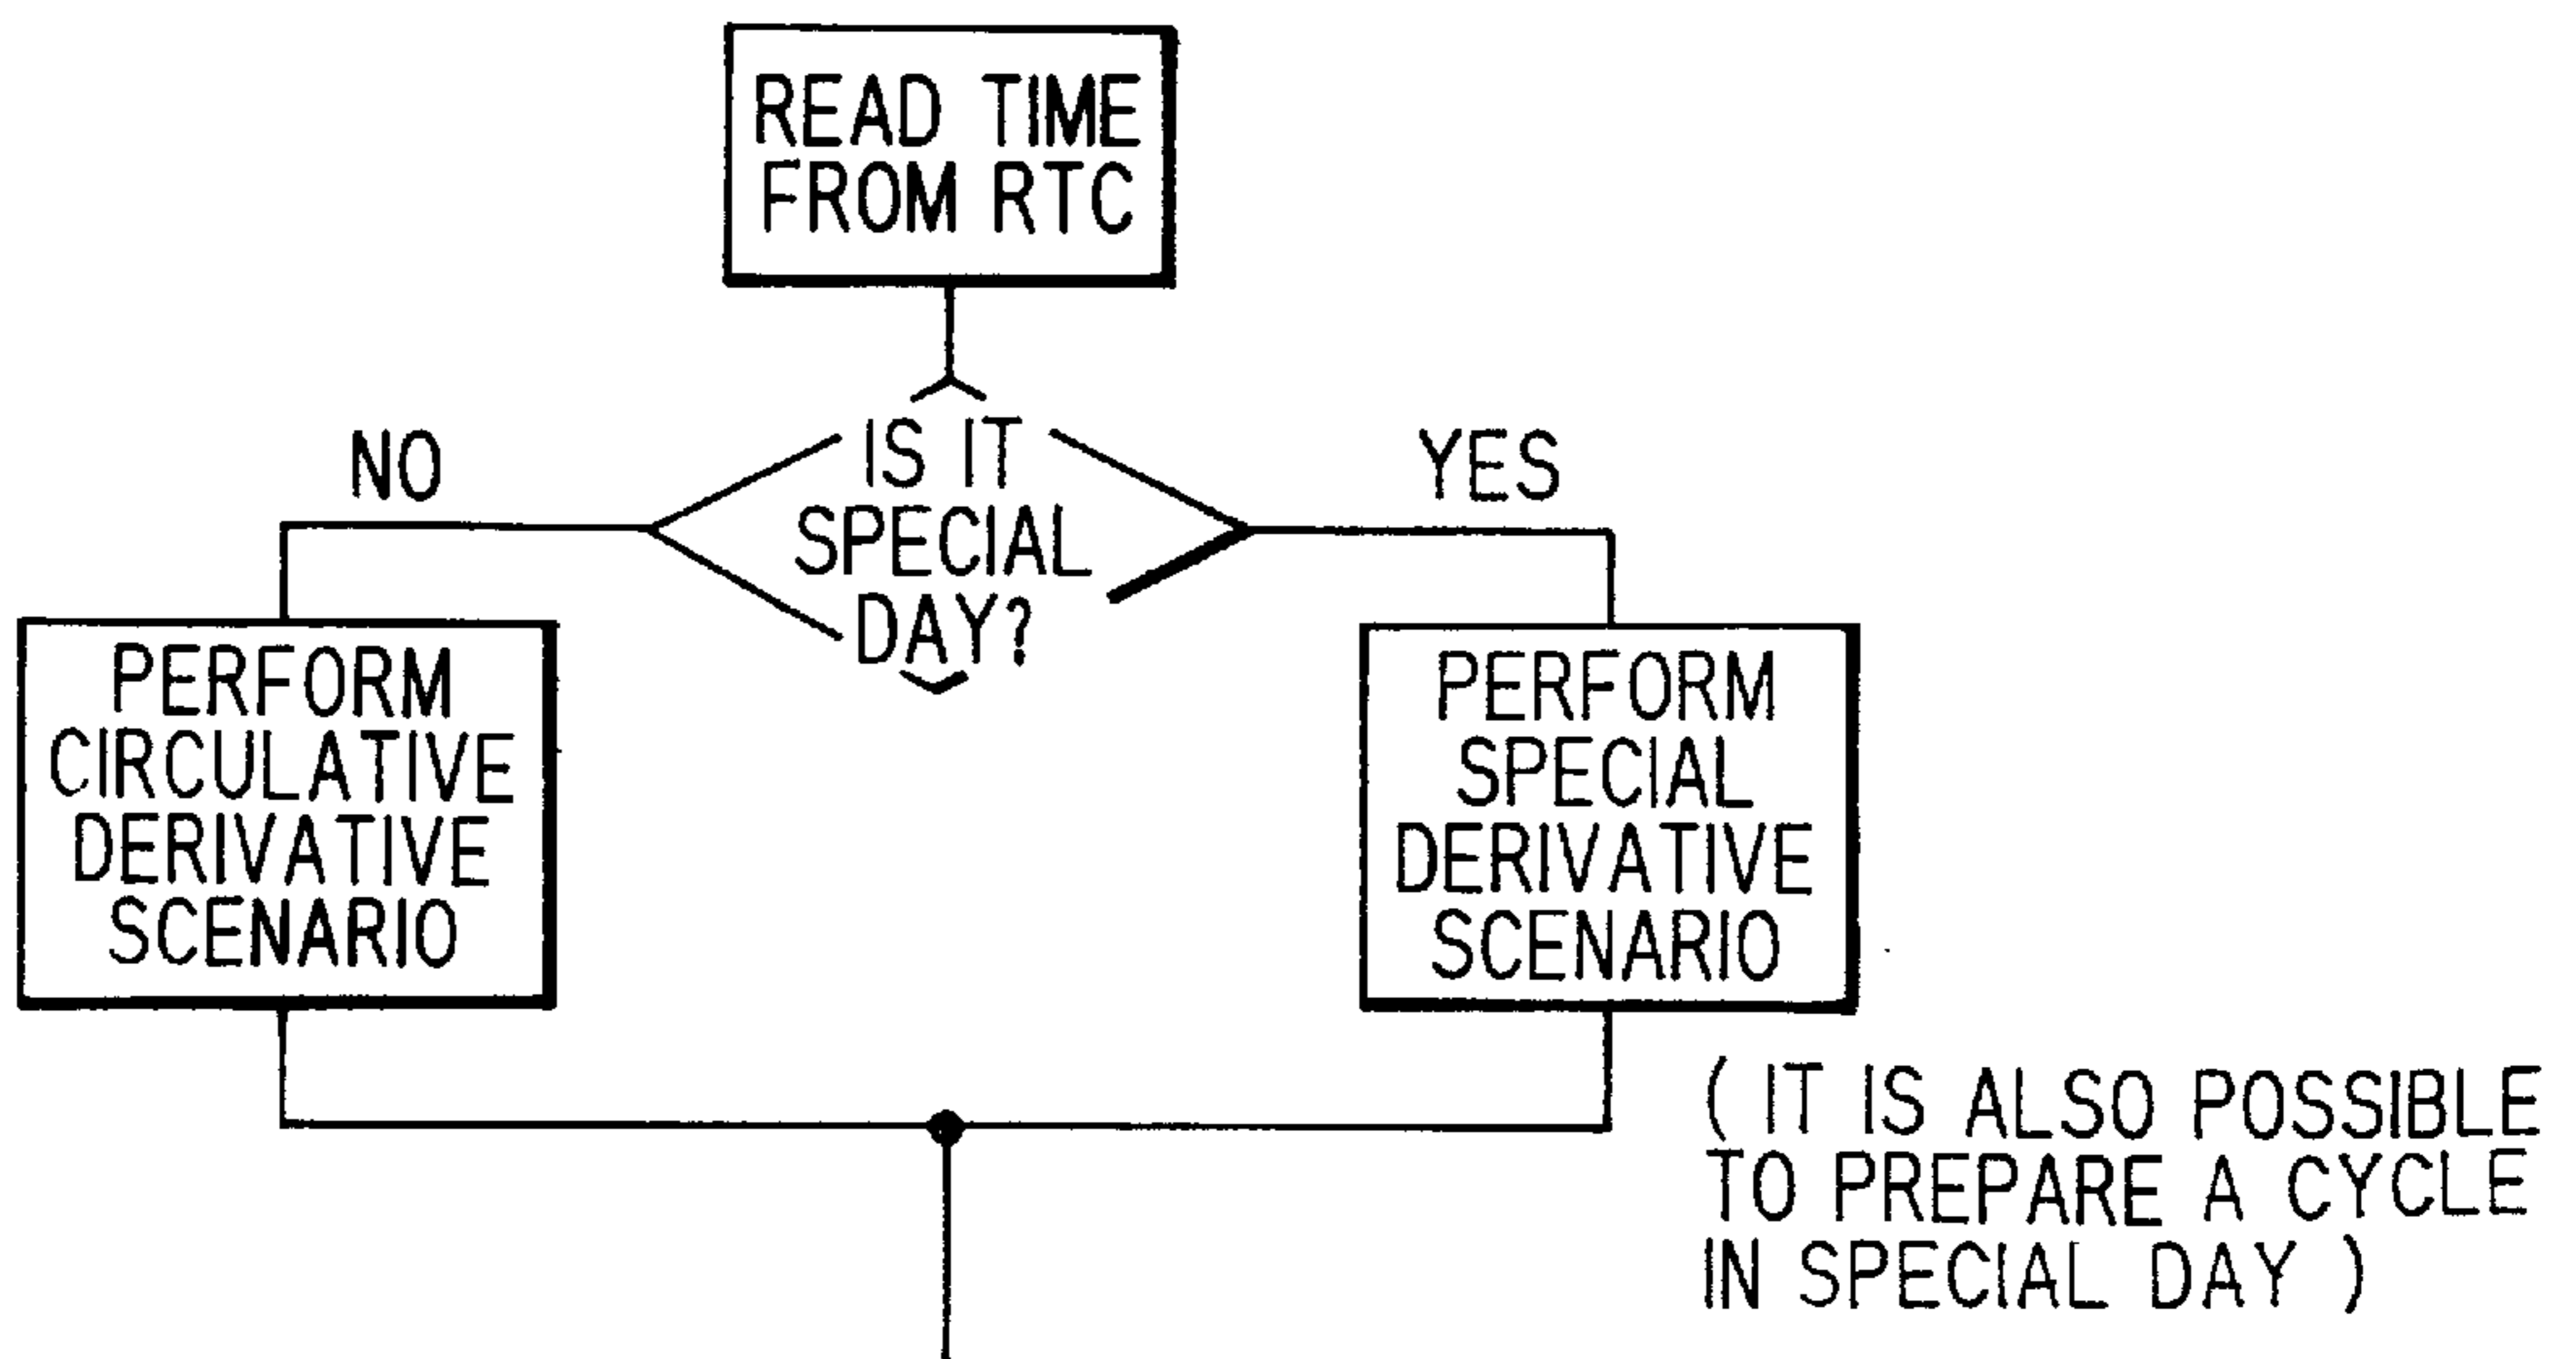 READ TIME
FROM RTC
IS IT
SPECIAL
DAY?
NO
YES
PERFORM
CIRCULATIVE
DERIVATIVE
SCENARIO
PERFORM
SPECIAL
DERIVATIVE
SCENARIO
( IT IS ALSO POSSIBLE
TO PREPARE A CYCLE
IN SPECIAL DAY )